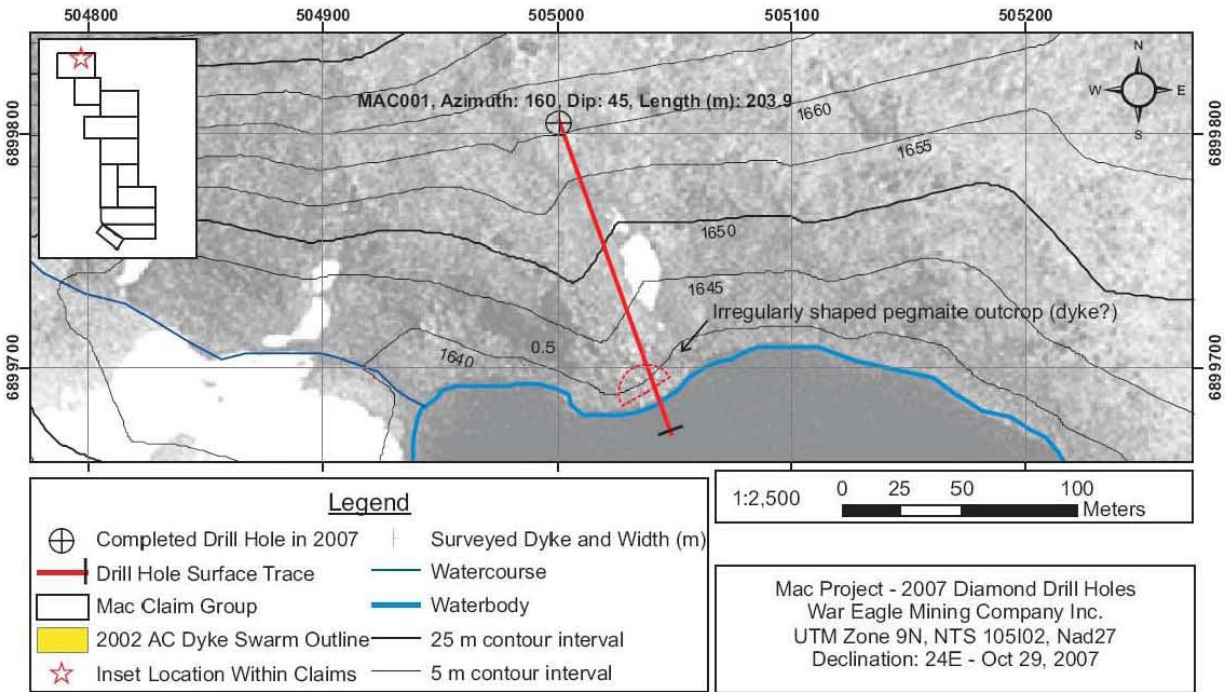 504800
504900
505000
505100
505200
N
W
E
S
6899800
6899800
MAC001, Azimuth: 160, Dip: 45, Length (m): 203.9
1660
1655
1650
1645
Irregularly shaped pegmaite outcrop (dyke?)
0.5
1640
6899700
6899700
Legend
Completed Drill Hole in 2007
Drill Hole Surface Trace
Mac Claim Group
2002 AC Dyke Swarm Outline
Inset Location Within Claims
Surveyed Dyke and Width (m)
Watercourse
Waterbody
25 m contour interval
5 m contour interval
1:2,500
0 25 50 100
Meters
Mac Project - 2007 Diamond Drill Holes
War Eagle Mining Company Inc.
UTM Zone 9N, NTS 105I02, Nad27
Declination: 24E - Oct 29, 2007